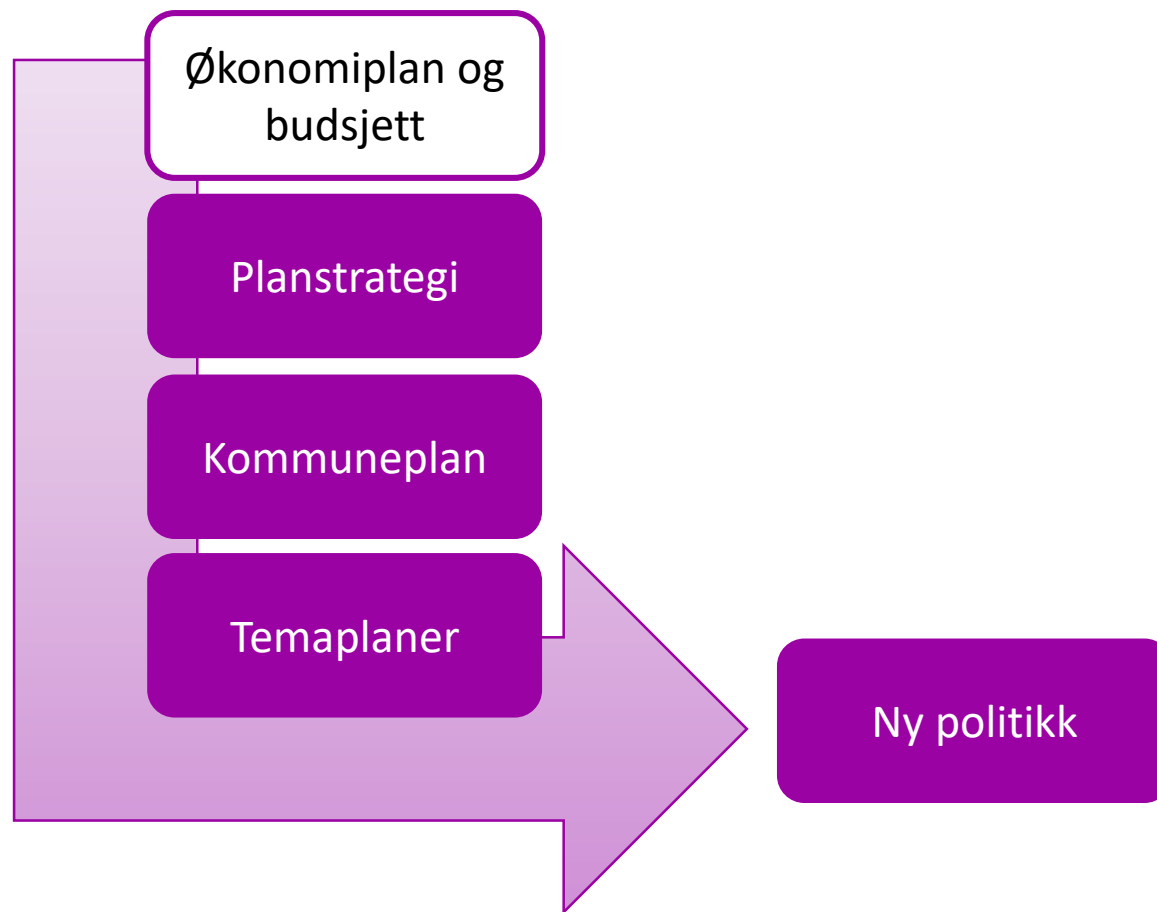 Økonomiplan og
budsjett
Planstrategi
Kommuneplan
Temaplaner
Ny politikk